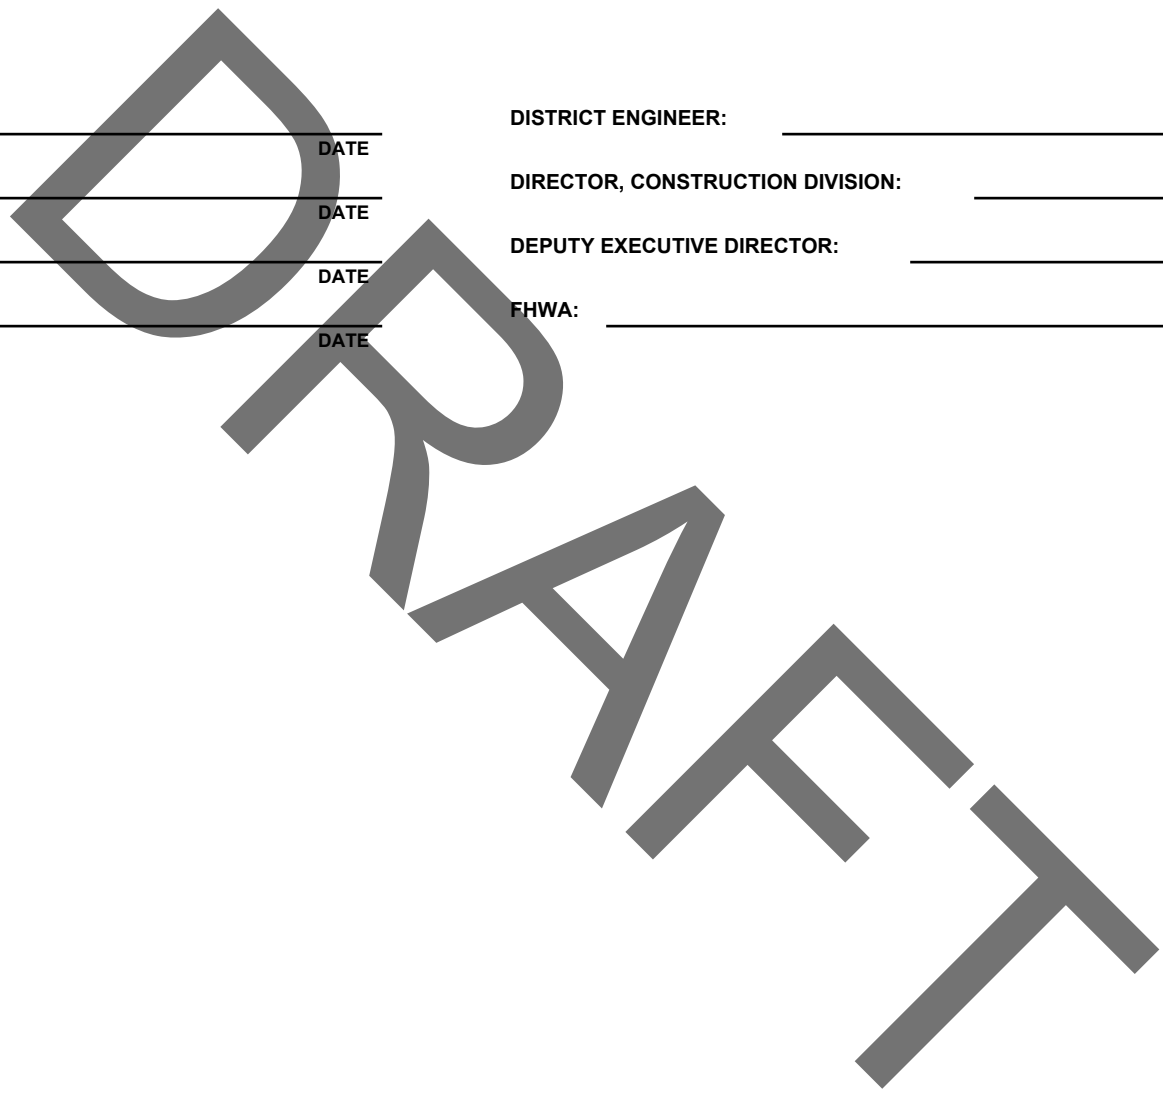 DISTRICT ENGINEER:
DATE
DIRECTOR, CONSTRUCTION DIVISION:
DATE
DEPUTY EXECUTIVE DIRECTOR:
DATE
FHWA:
DATE
DRAFT